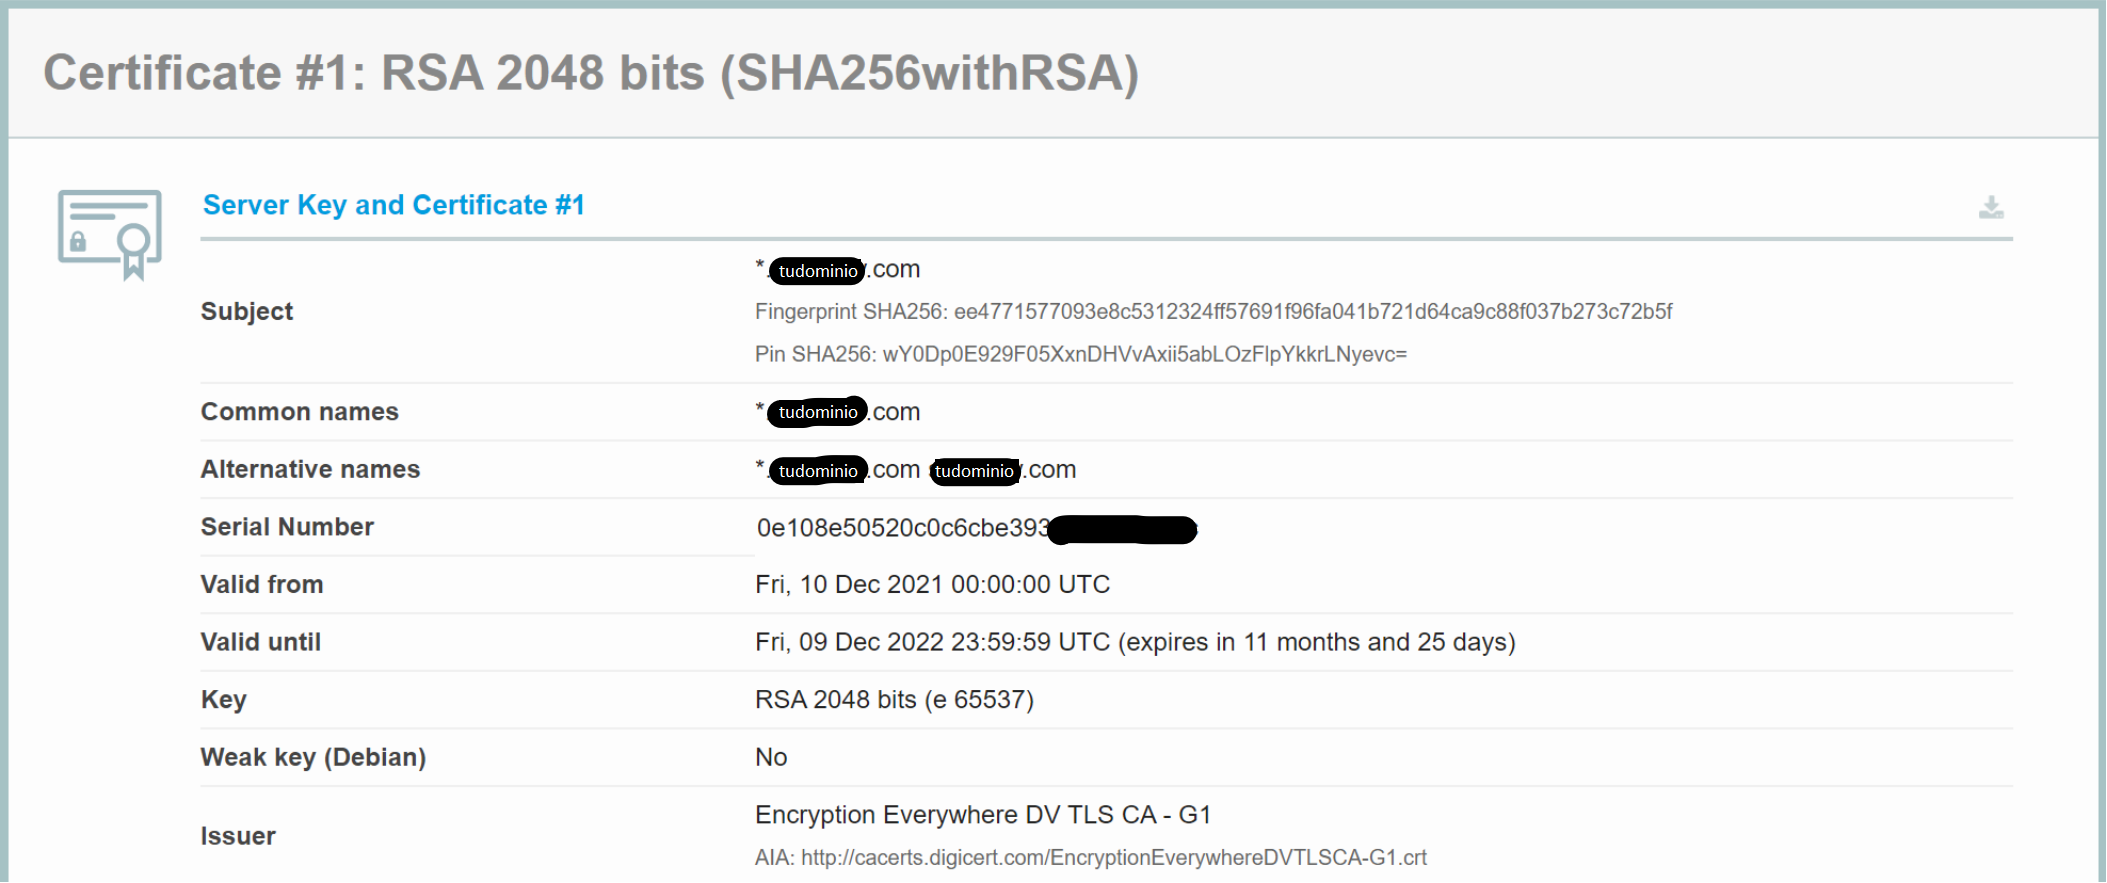 Certificate #1: RSA 2048 bits (SHA256withRSA)
Server Key and Certificate #1
Subject
*.tudominio.com
Fingerprint SHA256: ee4771577093e8c5312324ff57691f96fa041b721d64ca9c88f037b273c72b5f
Pin SHA256: wY0Dp0E929F05XxnDHVvAxii5abLOzFlpYkkrLNyevc=
Common names *tudominio.com
Alternative names *.tudominio.com tudominio.com
Serial Number 0e108e50520c0c6cbe393
Valid from Fri, 10 Dec 2021 00:00:00 UTC
Valid until Fri, 09 Dec 2022 23:59:59 UTC (expires in 11 months and 25 days)
Key RSA 2048 bits (e 65537)
Weak key (Debian) No
Issuer
Encryption Everywhere DV TLS CA - G1
AIA: http://cacerts.digicert.com/EncryptionEverywhereDVTLSCA-G1.crt